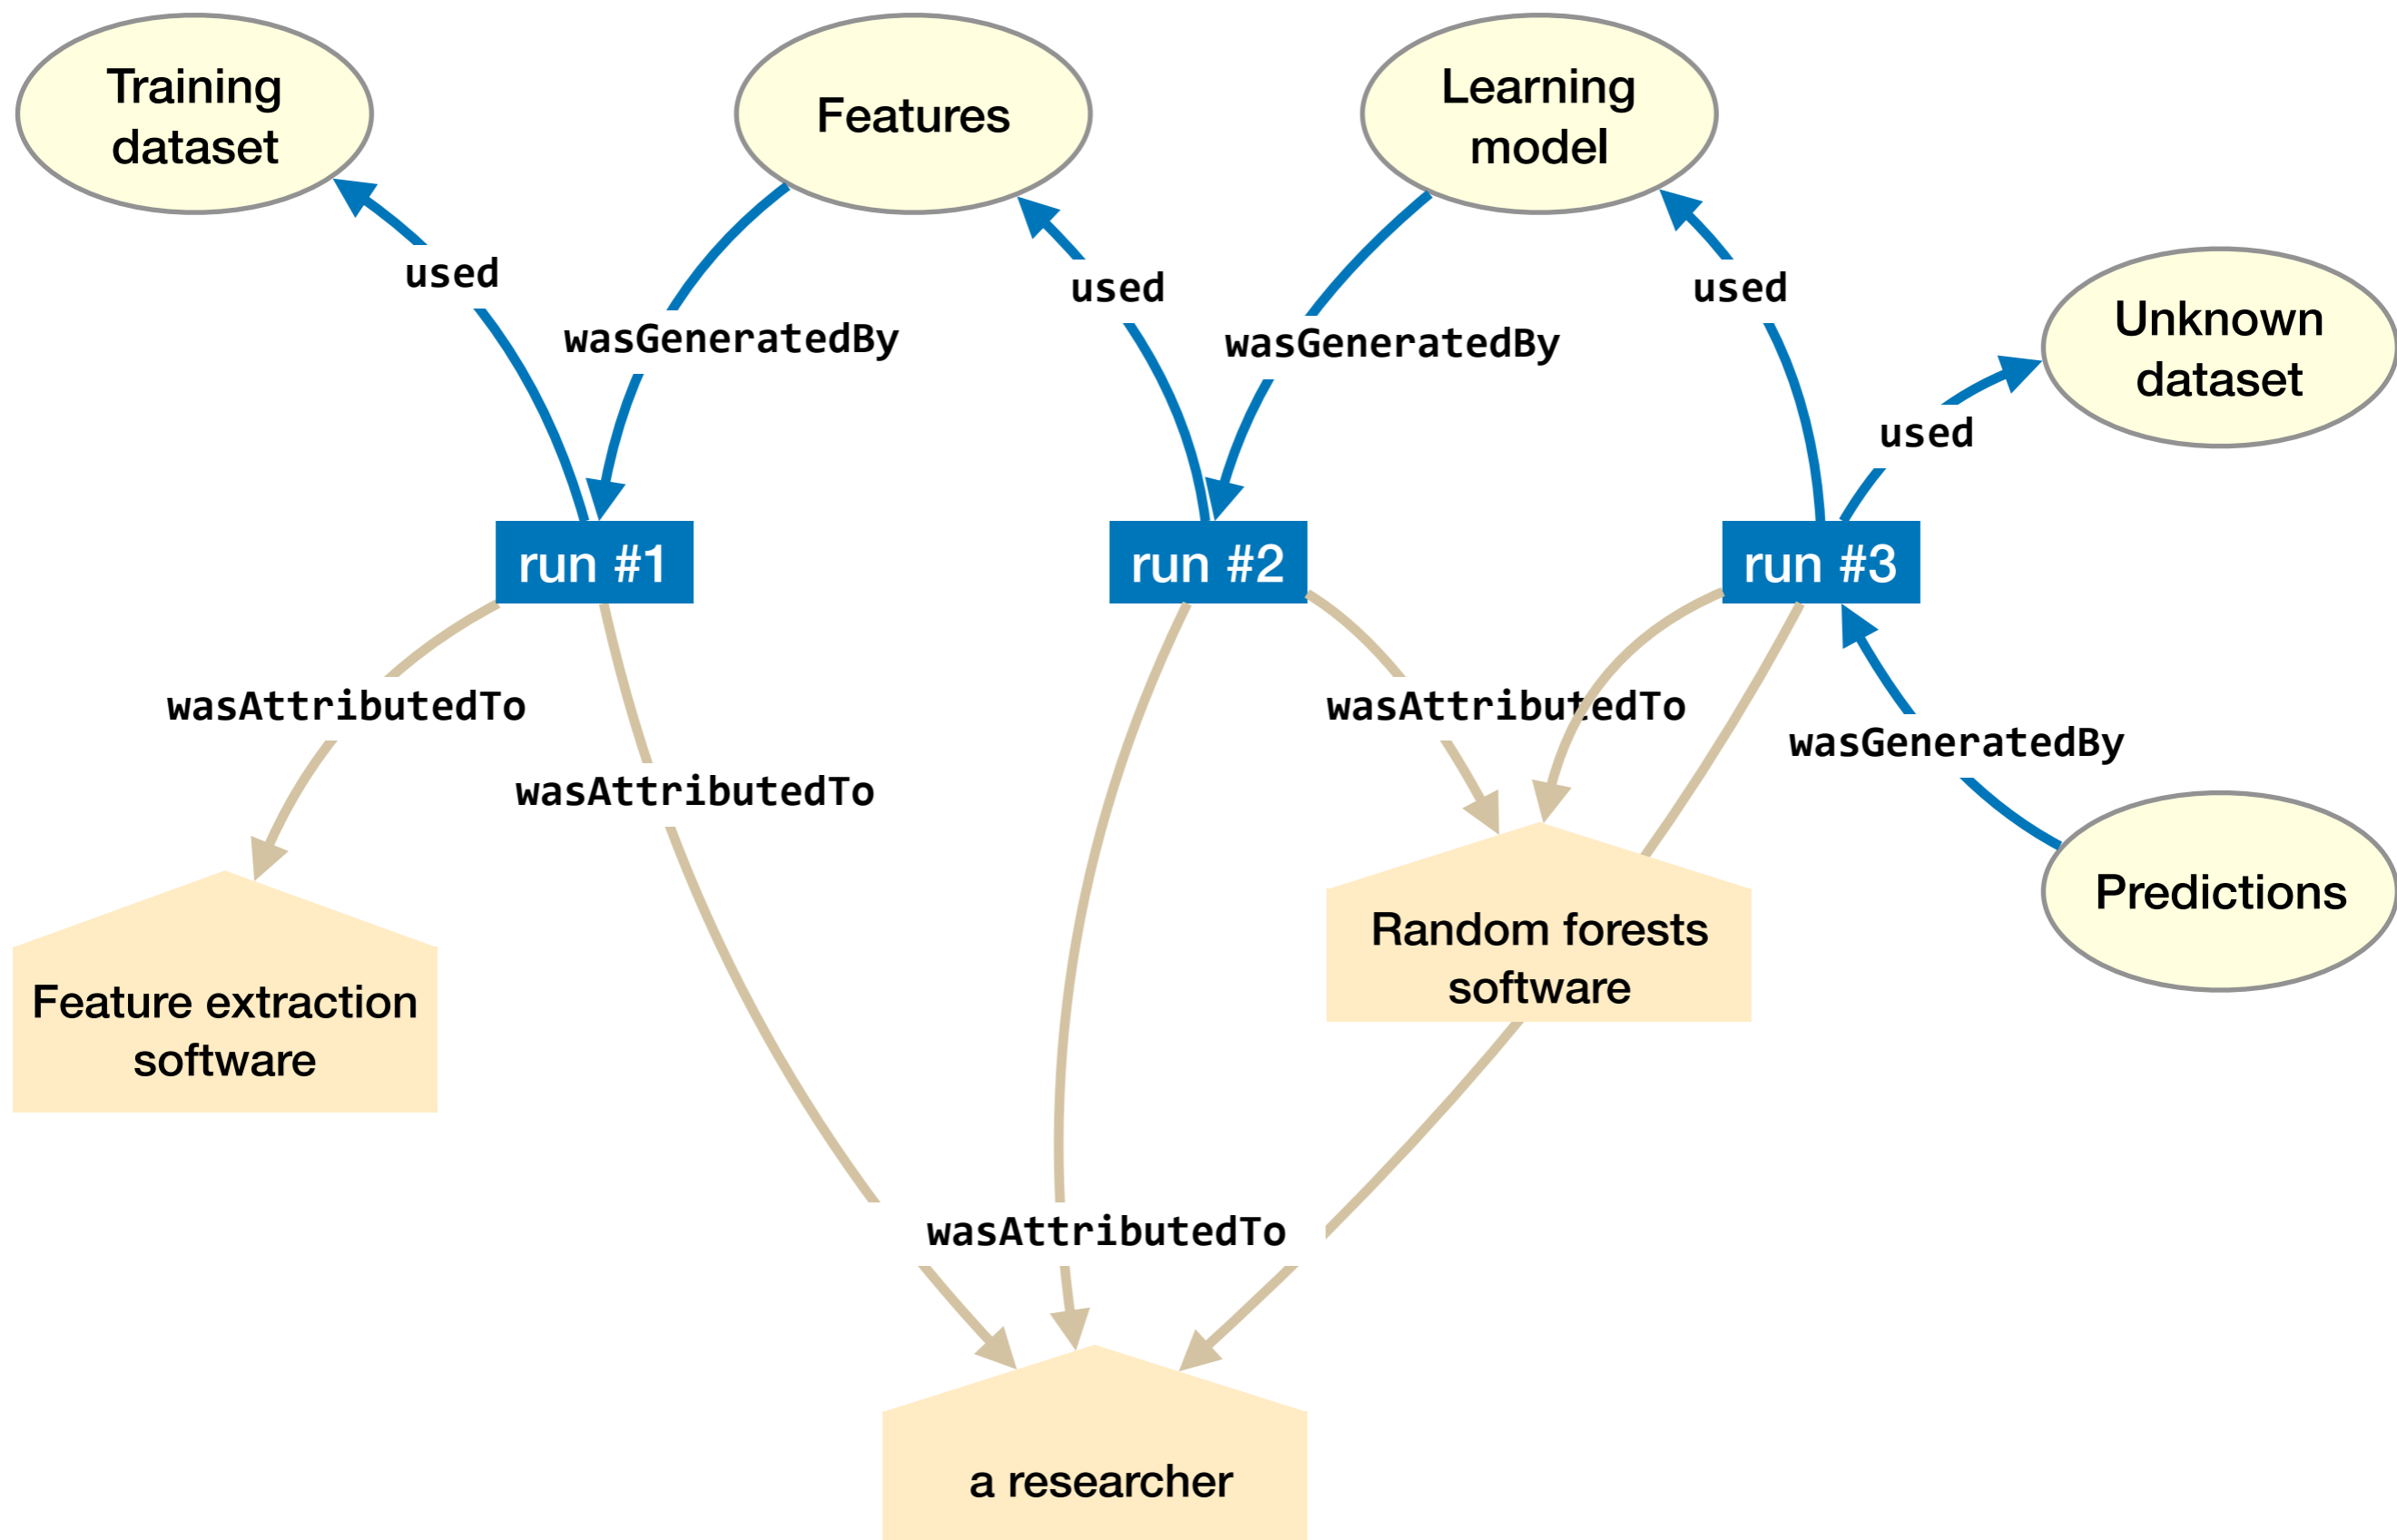 Training
dataset
Features
Learning
model
used
used
used
Unknown
dataset
wasGeneratedBy
wasGeneratedBy
used
run #1
run #2
run #3
wasAttributedTo
wasAttributedTo
wasGeneratedBy
wasAttributedTo
Predictions
Random forests
software
Feature extraction
software
wasAttributedTo
a researcher